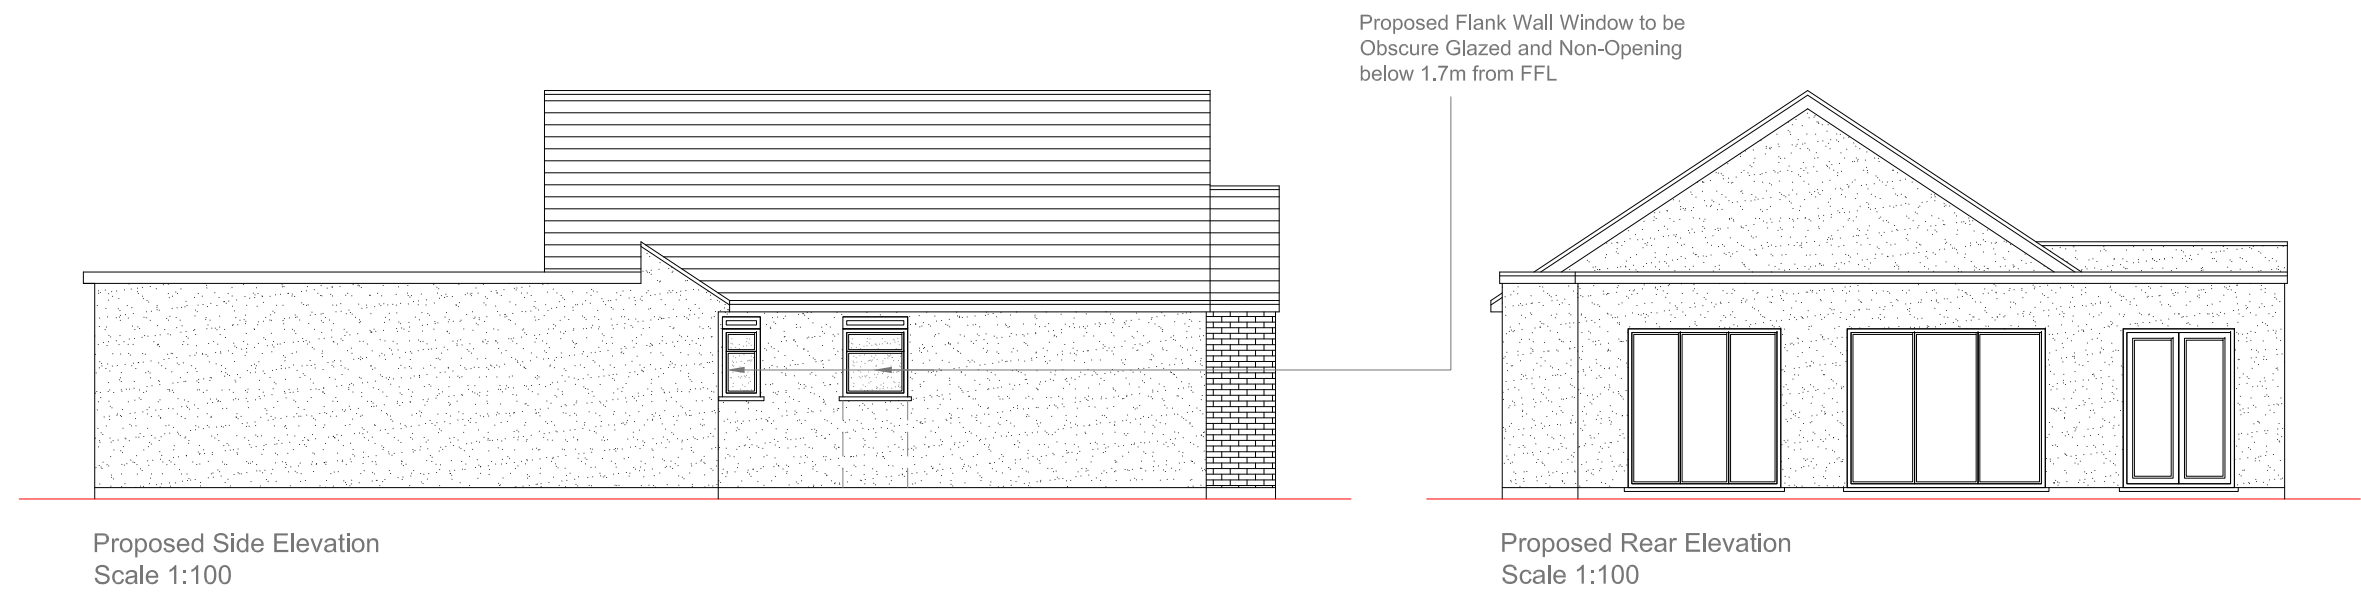 Proposed Flank Wall Window to be
Obscure Glazed and Non-Opening
below 1.7m from FFL
Proposed Side Elevation
Scale 1:100
Proposed Rear Elevation
Scale 1:100